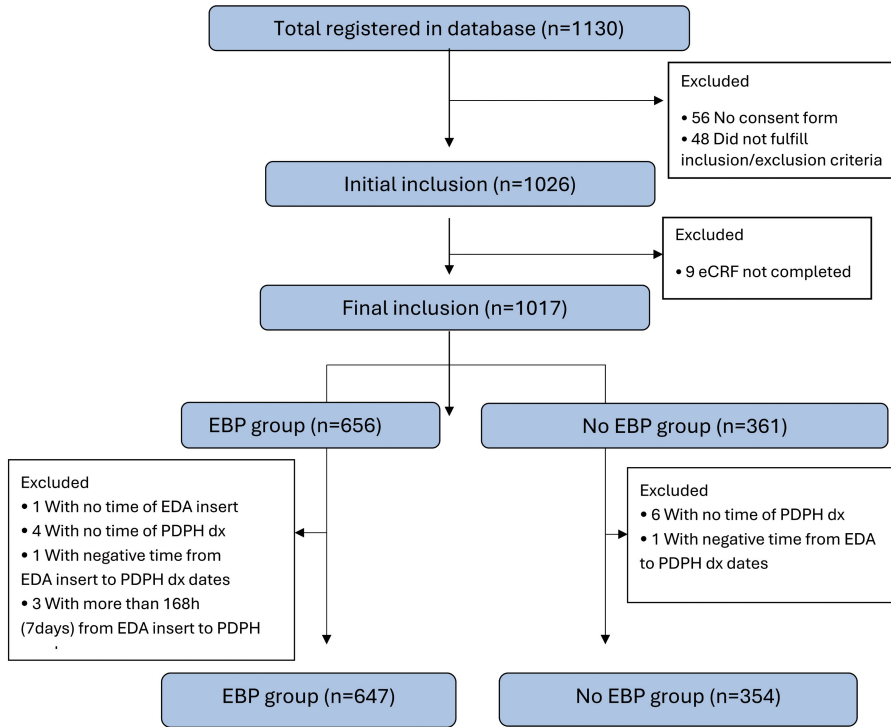 Total registered in database (n=1130)
Excluded
• 56 No consent form
• 48 Did not fulfill
inclusion/exclusion criteria
Initial inclusion (n=1026)
Excluded
• 9 eCRF not completed
Final inclusion (n=1017)
EBP group (n=656)
No EBP group (n=361)
Excluded
• 1 With no time of EDA insert
• 4 With no time of PDPH dx
• 1 With negative time from
EDA insert to PDPH dx dates
• 3 With more than 168h
(7days) from EDA insert to PDPH
Excluded
• 6 With no time of PDPH dx
• 1 With negative time from EDA
to PDPH dx dates
EBP group (n=647)
No EBP group (n=354)